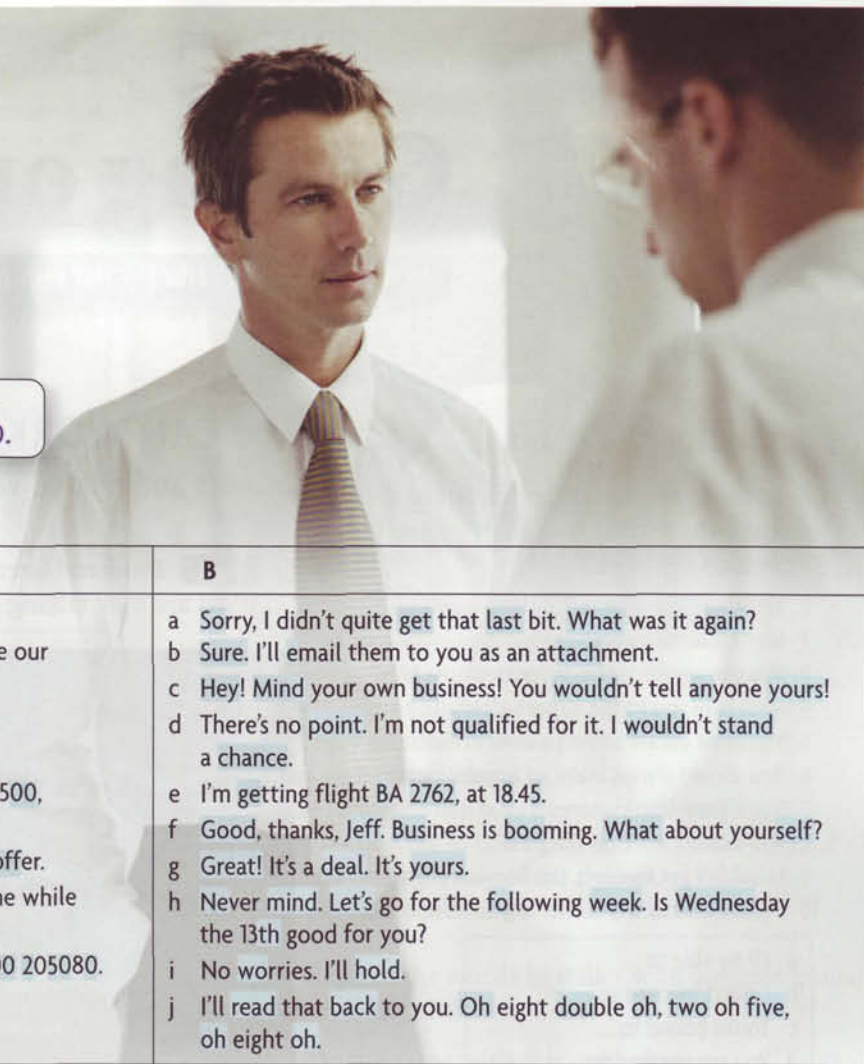 ).
B
e our
500,
offer.
ne while
00 205080.
a Sorry, I didn't quite get that last bit. What was it again?
b Sure. I'll email them to you as an attachment.
c Hey! Mind your own business! You wouldn't tell anyone yours!
d There's no point. I'm not qualified for it. I wouldn't stand
a chance.
e I'm getting flight BA 2762, at 18.45.
f Good, thanks, Jeff. Business is booming. What about yourself?
g Great! It's a deal. It's yours.
h Never mind. Let's go for the following week. Is Wednesday
the 13th good for you?
i No worries. I'll hold.
j I'll read that back to you. Oh eight double oh, two oh five,
oh eight oh.